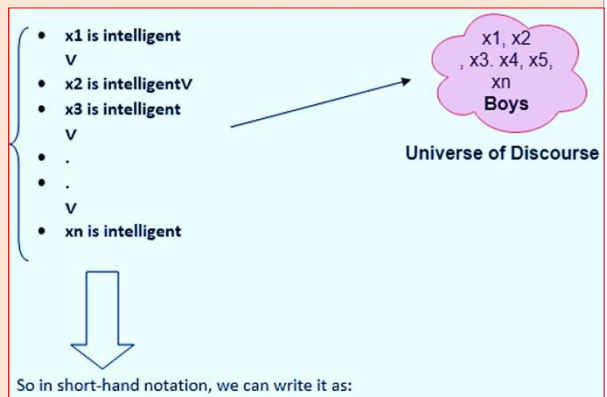 • x1 is intelligent
V
• x2 is intelligentV
• x3 is intelligent
V
• .
• .
V
• xn is intelligent
x1, x2
, x3. x4, x5,
xn
Boys
Universe of Discourse
So in short-hand notation, we can write it as: